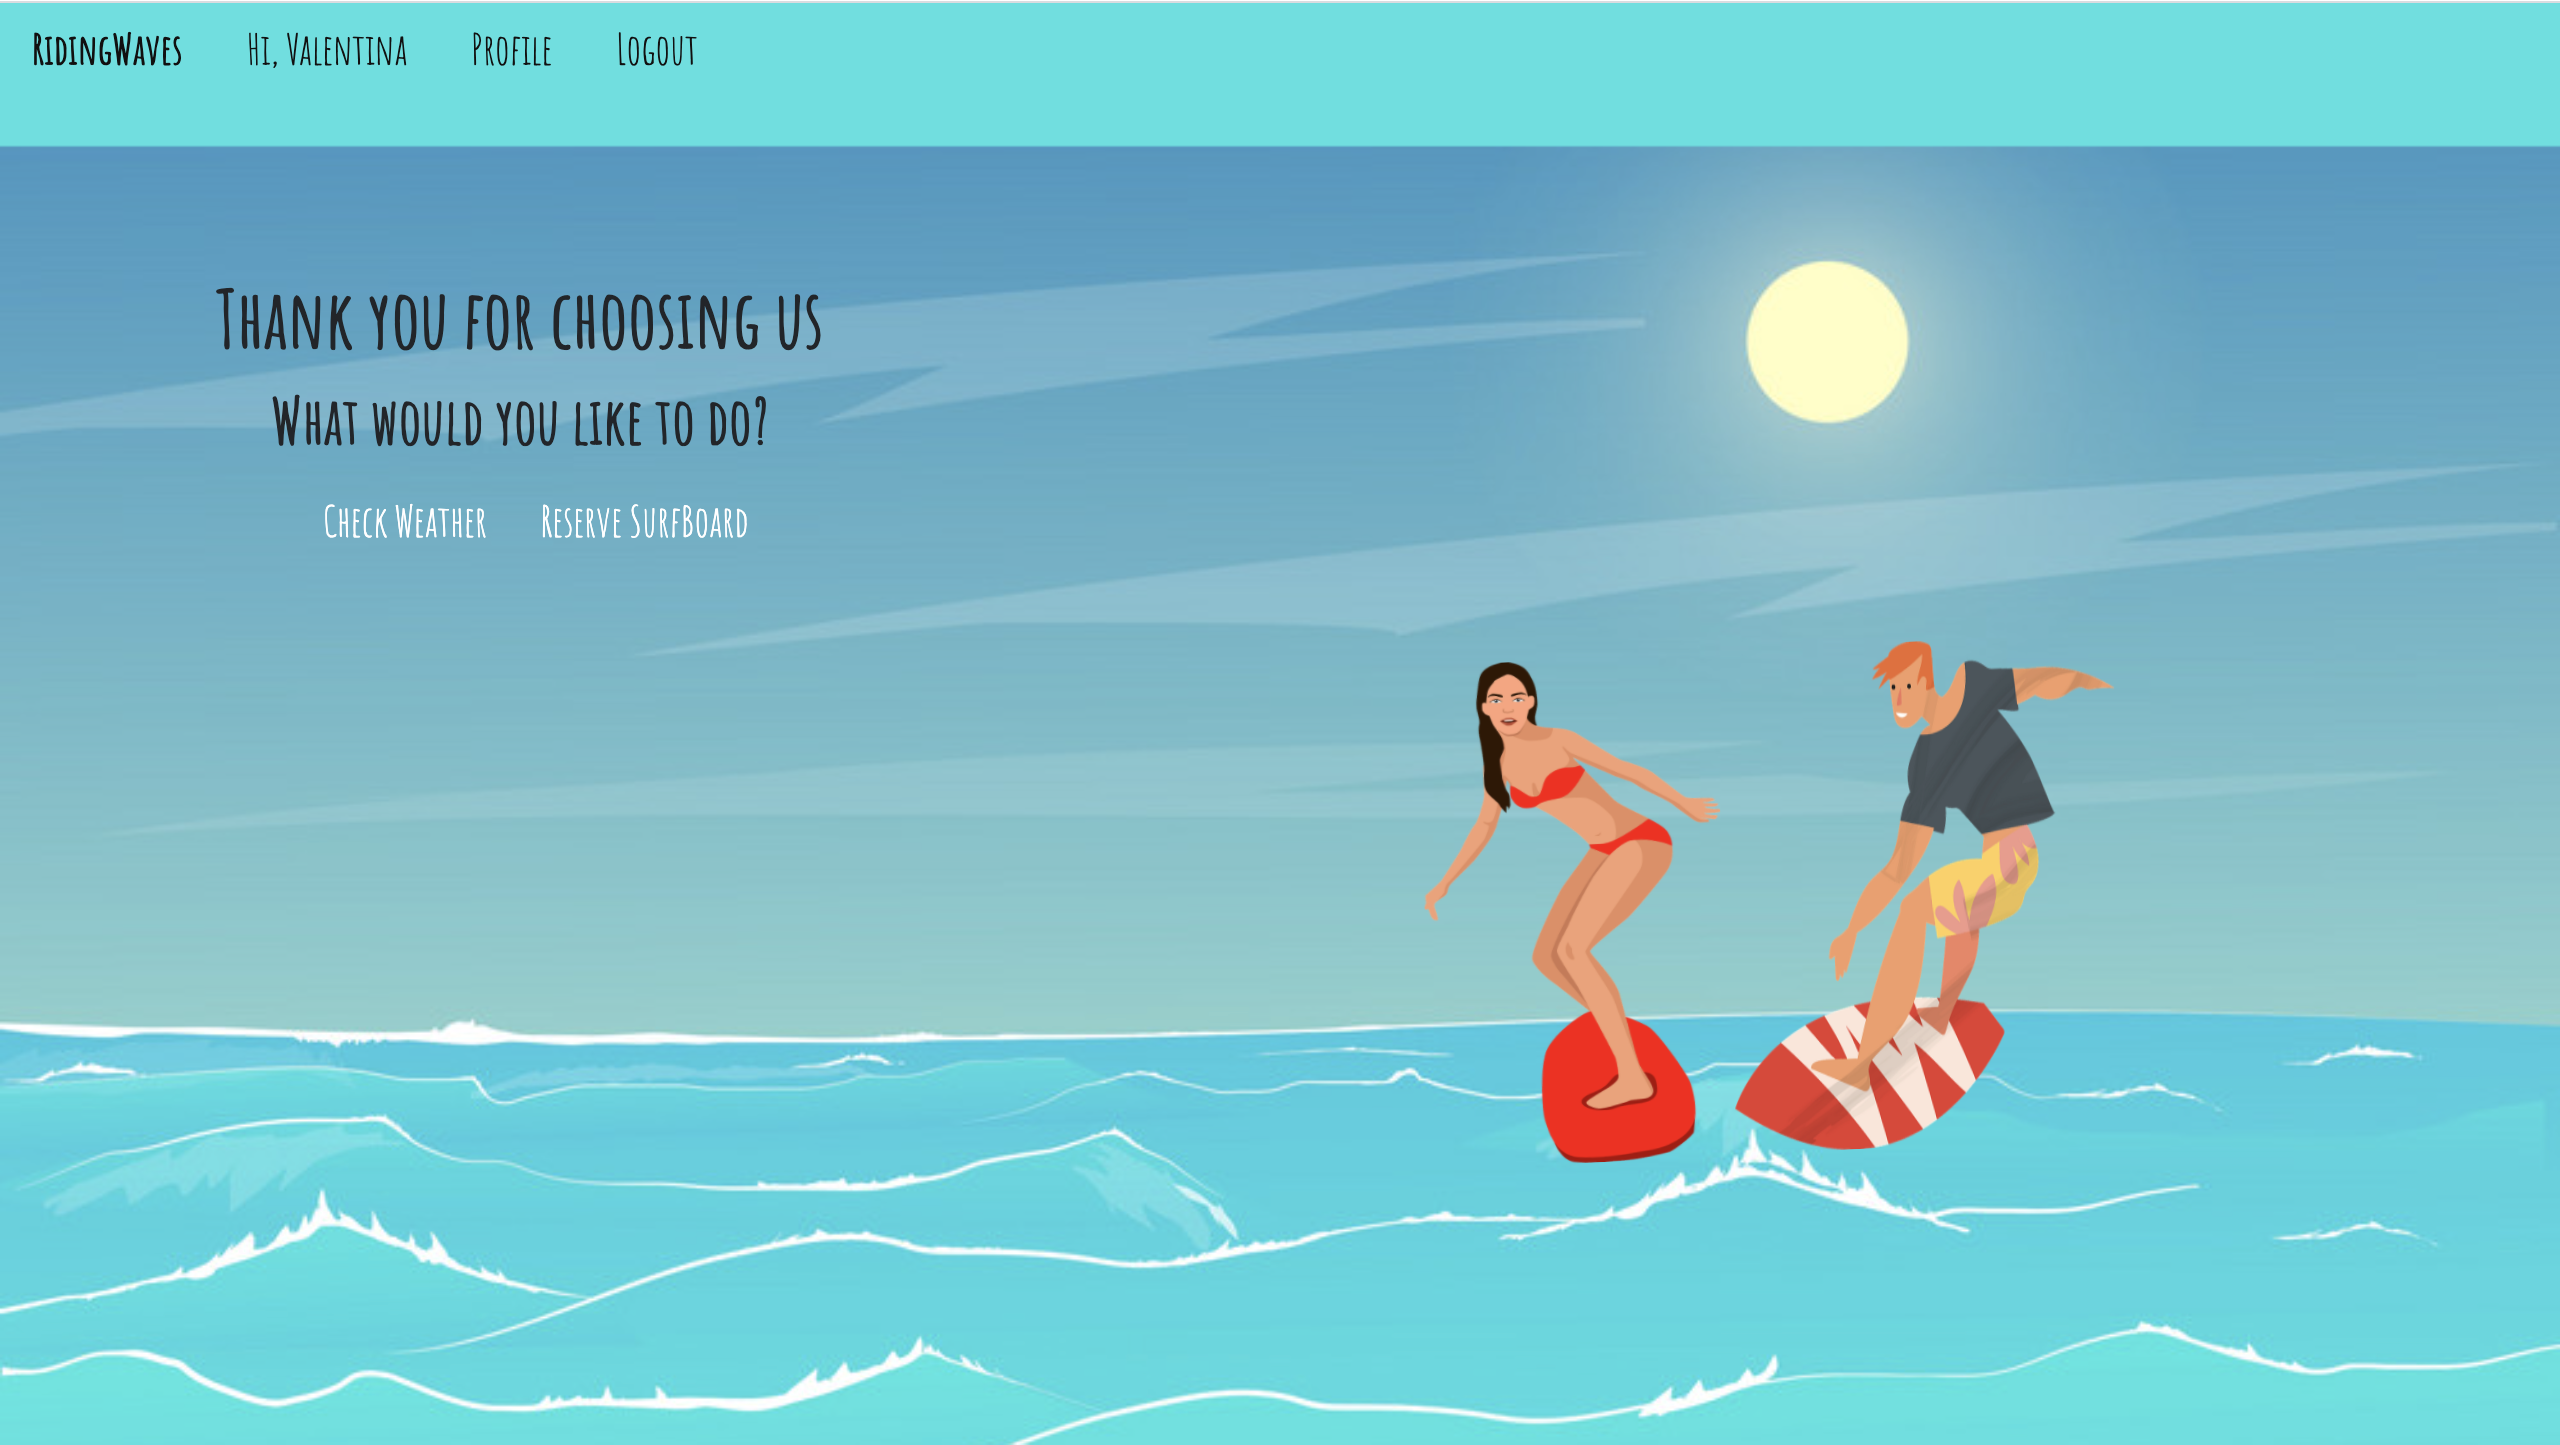 RidingWaves Hi, Valentina Profile Logout
Thank you for choosing us
What would you like to do?
Check Weather Reserve SurfBoard